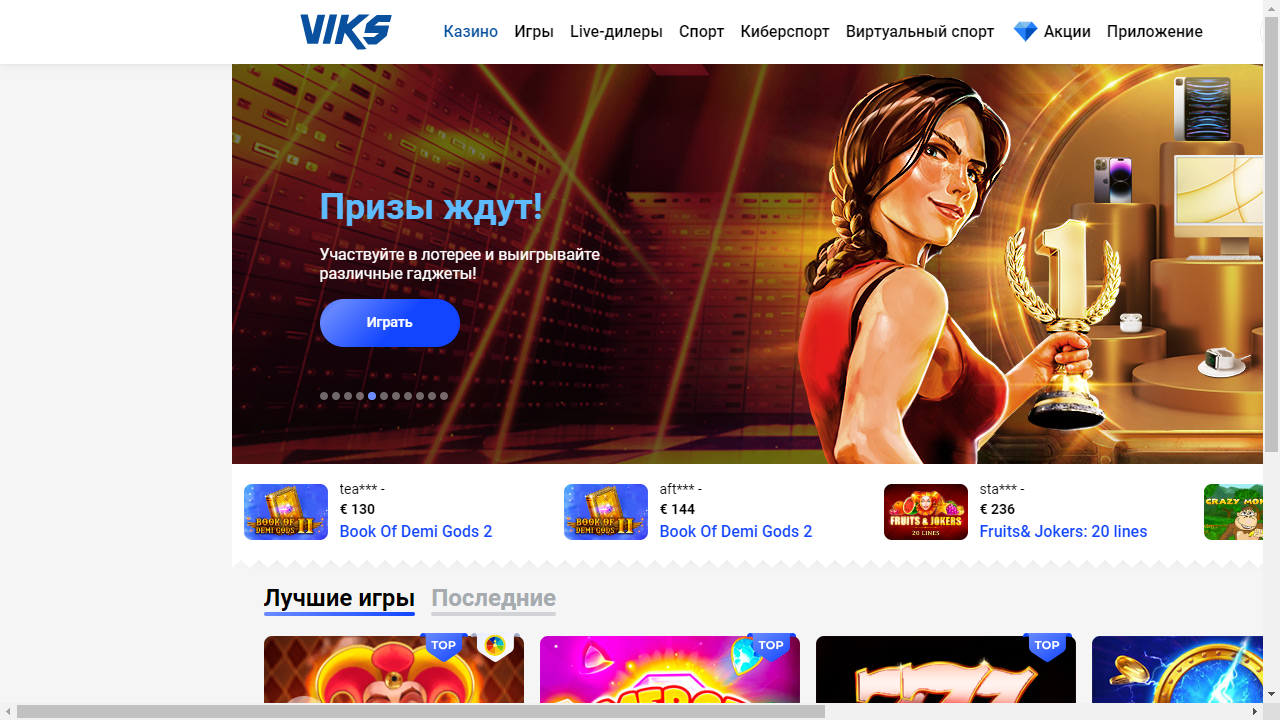 VIKS
Казино Игры Live-дилеры Спорт Киберспорт Виртуальный спорт Акции Приложение
Призы ждут!
Участвуйте в лотерее и выигрывайте
различные гаджеты!
Играть
1
tea*** -
€ 130
Book Of Demi Gods 2
BOOK OF
DEMI GODS II
aft*** -
€ 144
Book Of Demi Gods 2
BOOK OF
DEMI GODS II
sta*** -
€ 236
Fruits& Jokers: 20 lines
FRUITS & JOKERS
20 LINES
CRAZY MON
Лучшие игры Последние
TOP
TOP
TOP
777